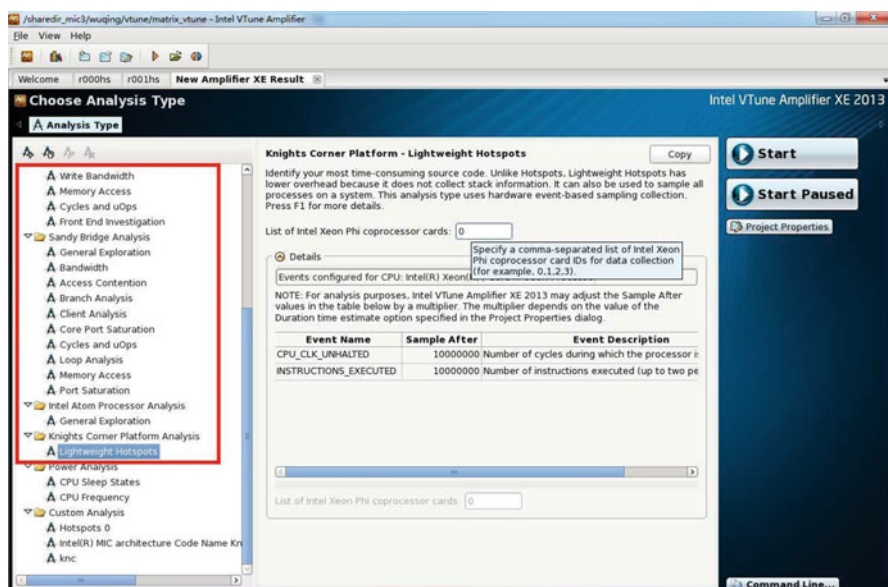 /sharedir_mic3/wuqing/vtune/matrix_vtune - Intel VTune Amplifier
File View Help
Welcome r000hs r001hs New Amplifier XE Result
Choose Analysis Type Intel VTune Amplifier XE 2013
Analysis Type
Write Bandwidth
Memory Access
Cycles and uOps
Front End Investigation
Sandy Bridge Analysis
General Exploration
Bandwidth
Access Contention
Branch Analysis
Client Analysis
Core Port Saturation
Cycles and uOps
Loop Analysis
Memory Access
Port Saturation
Intel Atom Processor Analysis
General Exploration
Knights Corner Platform Analysis
Lightweight Hotspots
Power Analysis
CPU Sleep States
CPU Frequency
Custom Analysis
Hotspots 0
Intel(R) MIC architecture Code Name Kn
knc
Knights Corner Platform - Lightweight Hotspots Copy
Identify your most time-consuming source code. Unlike Hotspots, Lightweight Hotspots has
lower overhead because it does not collect stack information. It can also be used to sample all
processes on a system. This analysis type uses hardware event-based sampling collection.
Press F1 for more details.
List of Intel Xeon Phi coprocessor cards: 0
Specify a comma-separated list of Intel Xeon
Phi coprocessor card IDs for data collection
(for example, 0,1,2,3).
Details
Events configured for CPU: Intel(R) Xeon(
NOTE: For analysis purposes, Intel VTune Amplifier XE 2013 may adjust the Sample After
values in the table below by a multiplier. The multiplier depends on the value of the
Duration time estimate option specified in the Project Properties dialog.
Event Name Sample After Event Description
CPU_CLK_UNHALTED 10000000 Number of cycles during which the processor is
INSTRUCTIONS_EXECUTED 10000000 Number of instructions executed (up to two pe
List of Intel Xeon Phi coprocessor cards: 0
Start
Start Paused
Project Properties
Command Line...